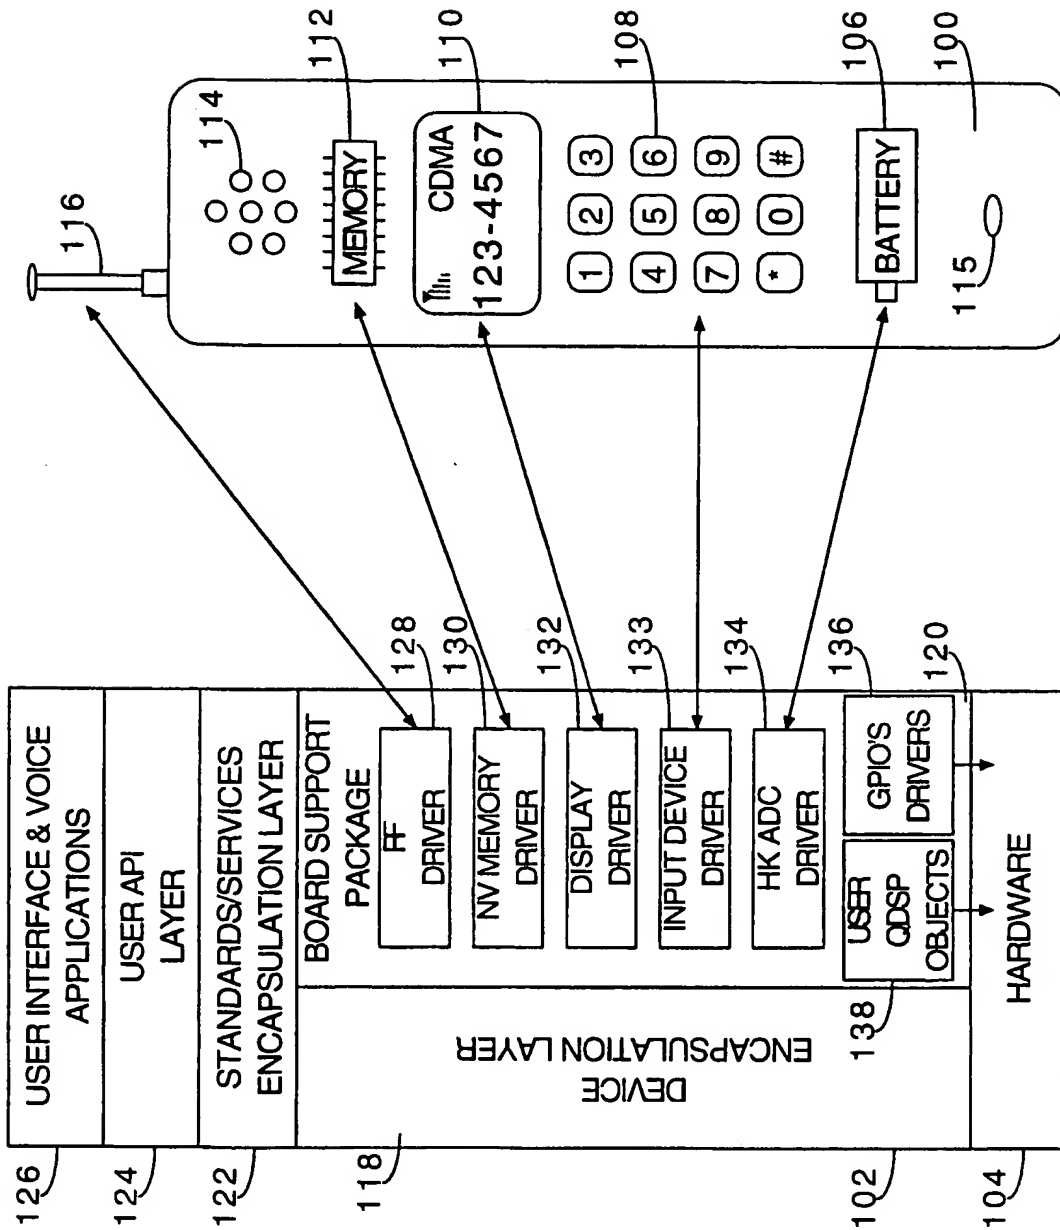 116
114
112
MEMORY
110
CDMA
123-4567
108
1 2 3
4 5 6
7 8 9
* 0 #
106
BATTERY
115
100
126
USER INTERFACE & VOICE
APPLICATIONS
124
USER API
LAYER
122
STANDARDS/SERVICES
ENCAPSULATION LAYER
118
DEVICE
ENCAPSULATION LAYER
BOARD SUPPORT
PACKAGE
DRIVER
128
NV MEMORY
DRIVER
130
DISPLAY
DRIVER
132
INPUT DEVICE
DRIVER
133
HK ADC
DRIVER
134
USER
QDSP
OBJECTS
138
GPIO'S
DRIVERS
136
120
102
HARDWARE
104